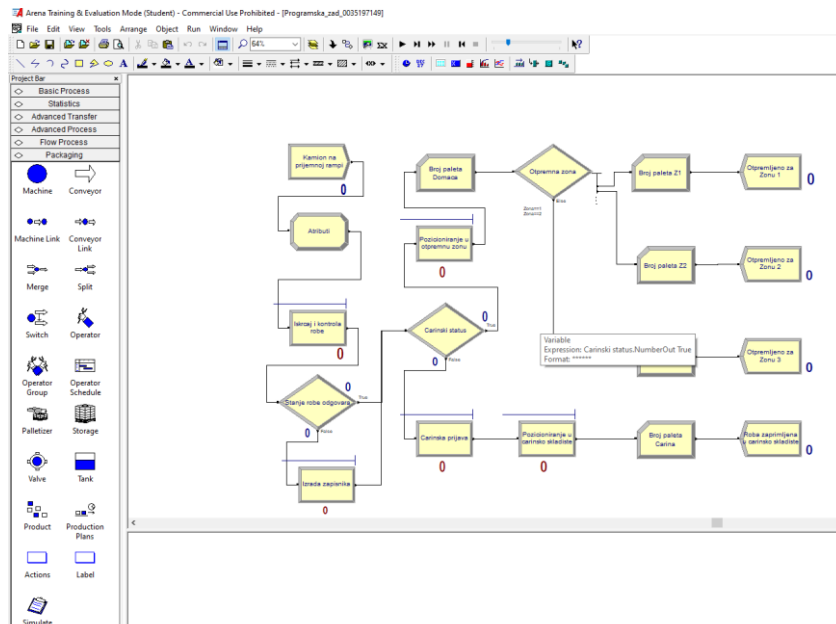 Arena Training & Evaluation Mode (Student) - Commercial Use Prohibited - [Programska_zad_0035197149]
File Edit View Tools Arrange Object Run Window Help
64%
Project Bar
Basic Process
Statistics
Advanced Transfer
Advanced Process
Flow Process
Packaging
Machine
Conveyor
Machine Link
Conveyor
Link
Merge
Split
Switch
Operator
Operator
Group
Operator
Schedule
Palletizer
Storage
Valve
Tank
Product
Production
Plans
Actions
Label
Simulate
Kamion na
prijemnoj rampi
0
Atributi
Iskrcaj i kontrola
robe
0
Stanje robe odgovara
0
True
0
False
Izrada zapisnika
0
Broj paleta
Domaca
Pozicioniranje u
otpremnu zonu
0
Carinski status
0
True
0
False
Carinska prijava
0
Pozicioniranje u
carinsko skladiste
0
Otpremna zona
Else
Zona==1
Zona==2
Broj paleta Z1
Otpremljeno za
Zonu 1
0
Broj paleta Z2
Otpremljeno za
Zonu 2
0
Variable
Expression: Carinski status.NumberOut True
Format: ******
Otpremljeno za
Zonu 3
0
Broj paleta
Carina
Roba zaprimljena
u carinsko skladiste
0